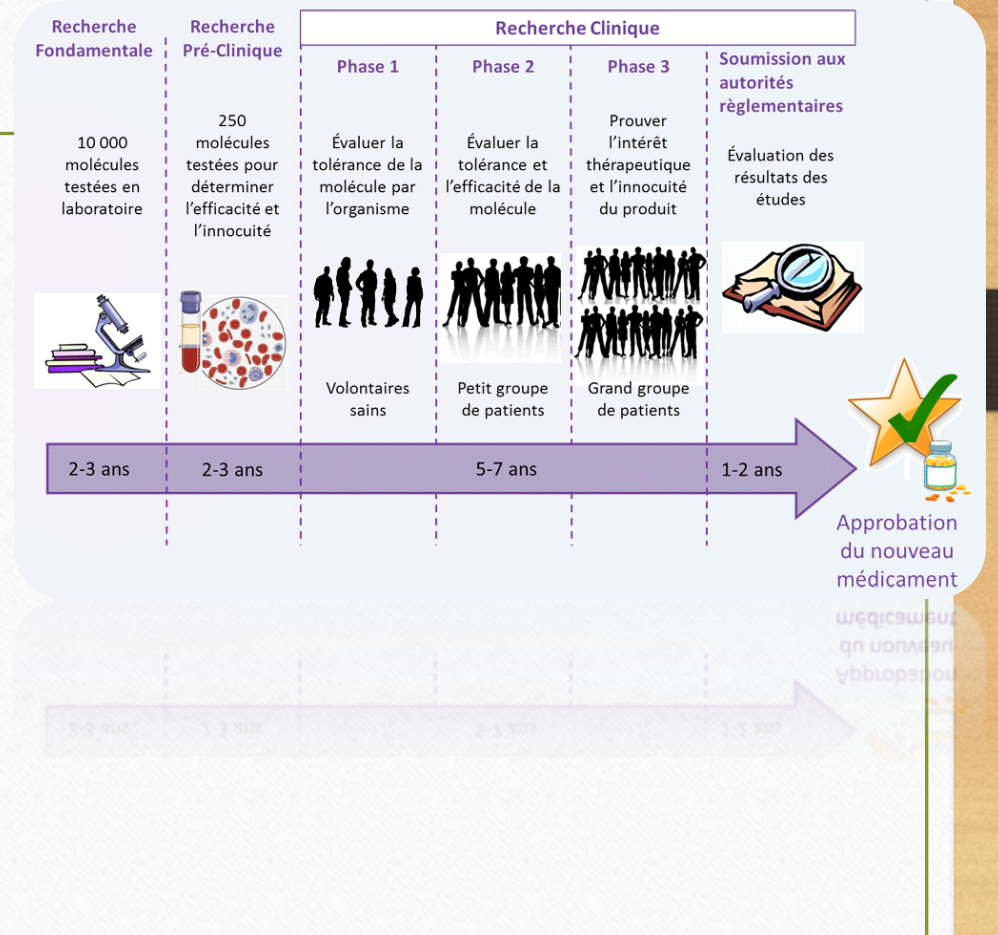 Recherche
Fondamentale
10 000
molécules
testées en
laboratoire
Recherche
Pré-Clinique
250
molécules
testées pour
déterminer
l’efficacité et
l’innocuité
Recherche Clinique
Phase 1
Évaluer la
tolérance de la
molécule par
l’organisme
Volontaires
sains
Phase 2
Évaluer la
tolérance et
l’efficacité de la
molécule
Petit groupe
de patients
Phase 3
Prouver
l’intérêt
thérapeutique
et l’innocuité
du produit
Grand groupe
de patients
Soumission aux
autorités
règlementaires
Évaluation des
résultats des
études
2-3 ans
2-3 ans
5-7 ans
1-2 ans
Approbation
du nouveau
médicament